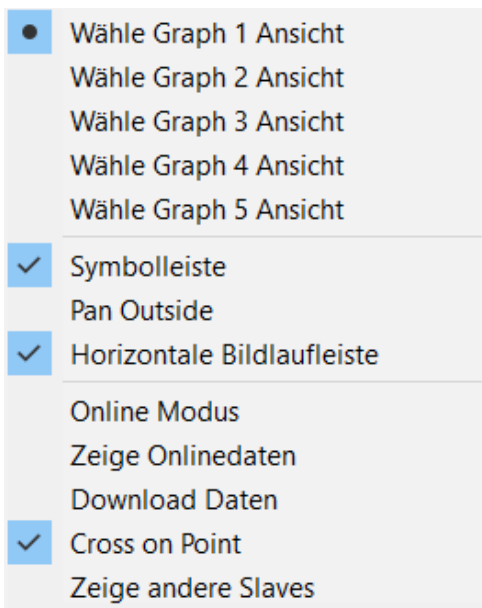 Wähle Graph 1 Ansicht
Wähle Graph 2 Ansicht
Wähle Graph 3 Ansicht
Wähle Graph 4 Ansicht
Wähle Graph 5 Ansicht
Symbolleiste
Pan Outside
Horizontale Bildlaufleiste
Online Modus
Zeige Onlinedaten
Download Daten
Cross on Point
Zeige andere Slaves